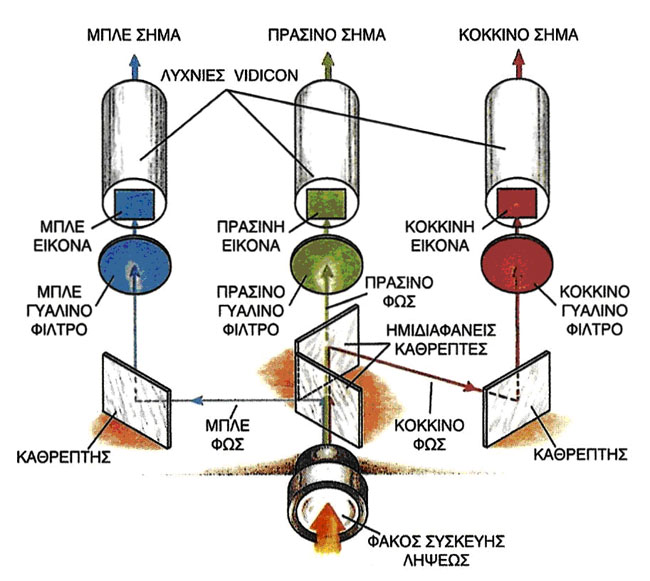 ΜΠΛΕ ΣΗΜΑ
ΠΡΑΣΙΝΟ ΣΗΜΑ
ΚΟΚΚΙΝΟ ΣΗΜΑ
ΛΥΧΝΙΕΣ VIDICON
ΜΠΛΕ
ΕΙΚΟΝΑ
ΠΡΑΣΙΝΗ
ΕΙΚΟΝΑ
ΚΟΚΚΙΝΗ
ΕΙΚΟΝΑ
ΜΠΛΕ
ΓΥΑΛΙΝΟ
ΦΙΛΤΡΟ
ΠΡΑΣΙΝΟ
ΓΥΑΛΙΝΟ
ΦΙΛΤΡΟ
ΠΡΑΣΙΝΟ
ΦΩΣ
ΚΟΚΚΙΝΟ
ΓΥΑΛΙΝΟ
ΦΙΛΤΡΟ
ΗΜΙΔΙΑΦΑΝΕΙΣ
ΚΑΘΡΕΠΤΕΣ
ΜΠΛΕ
ΦΩΣ
ΚΟΚΚΙΝΟ
ΦΩΣ
ΚΑΘΡΕΠΤΗΣ
ΚΑΘΡΕΠΤΗΣ
ΦΑΚΟΣ ΣΥΣΚΕΥΗΣ
ΛΗΨΕΩΣ